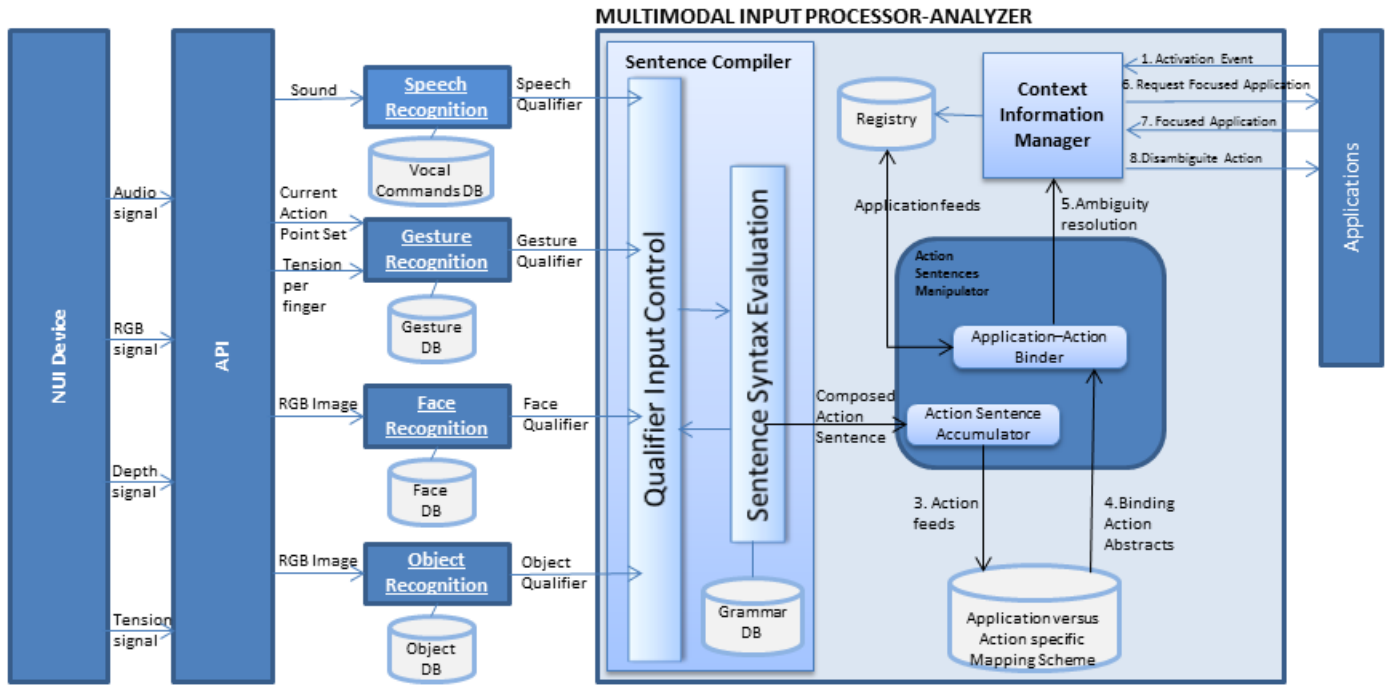 MULTIMODAL INPUT PROCESSOR-ANALYZER
NUI Device
Audio
signal
RGB
signal
Depth
signal
Tension
signal
API
Sound
Current
Action
Point Set
Tension
per
finger
RGB Image
RGB Image
Speech
Recognition
Vocal
Commands DB
Gesture
Recognition
Gesture
DB
Face
Recognition
Face
DB
Object
Recognition
Object
DB
Speech
Qualifier
Gesture
Qualifier
Face
Qualifier
Object
Qualifier
Sentence Compiler
Qualifier Input Control
Sentence Syntax Evaluation
Grammar
DB
Composed
Action
Sentence
Registry
Application feeds
Context
Information
Manager
5.Ambiguity
resolution
Action
Sentences
Manipulator
Application–Action
Binder
Action Sentence
Accumulator
3. Action
feeds
4.Binding
Action
Abstracts
Application versus
Action specific
Mapping Scheme
1. Activation Event
6. Request Focused Application
7. Focused Application
8.Disambiguite Action
Applications